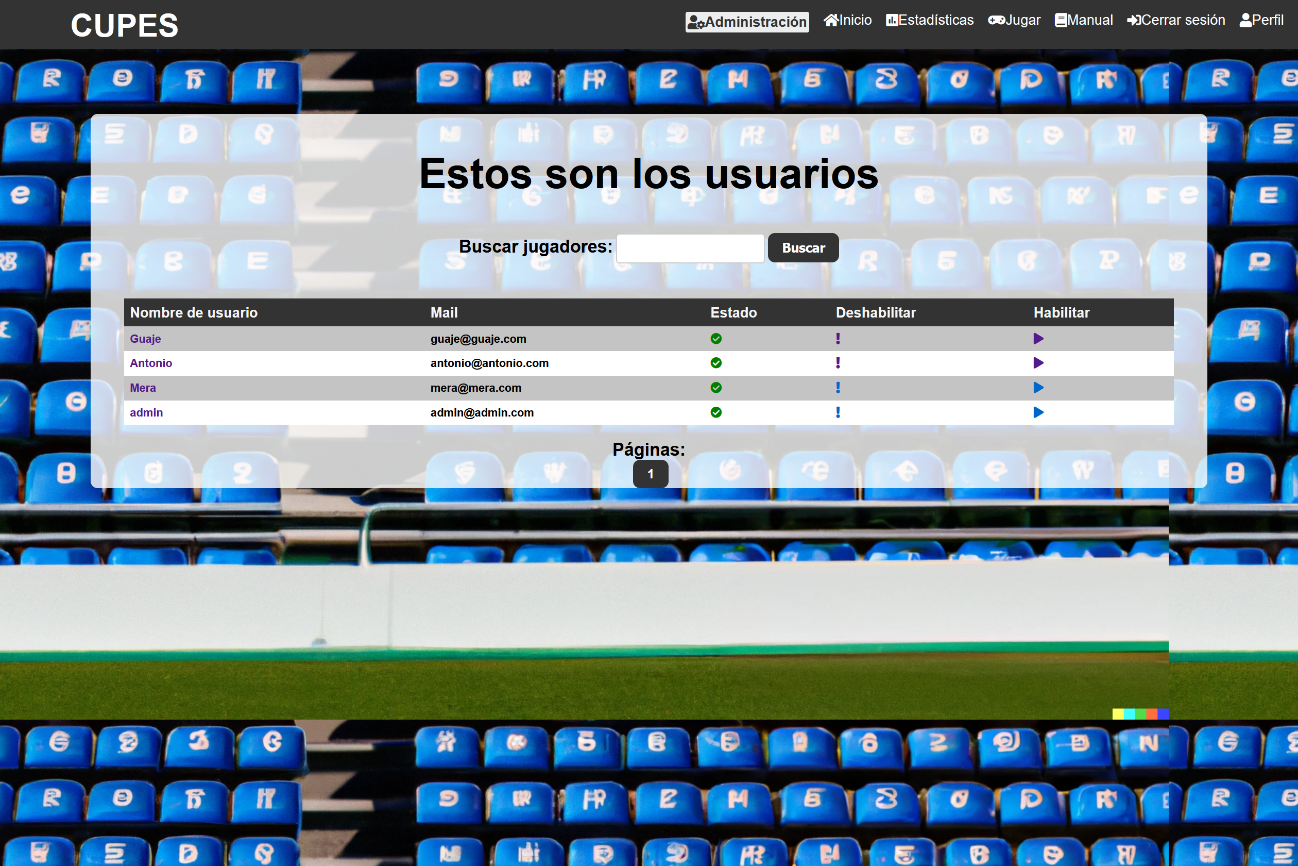 CUPES
Administración Inicio Estadísticas Jugar Manual Cerrar sesión Perfil
Estos son los usuarios
Buscar jugadores: Buscar
Nombre de usuario Mail Estado Deshabilitar Habilitar
Guaje guaje@guaje.com
Antonio antonio@antonio.com
Mera mera@mera.com
admin admin@admin.com
Páginas:
1